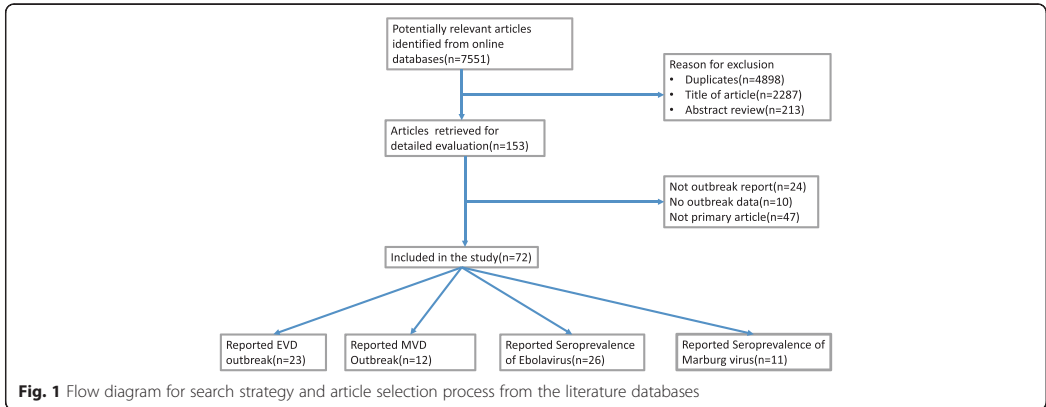 Potentially relevant articles
identified from online
databases(n=7551)
Reason for exclusion
• Duplicates(n=4898)
• Title of article(n=2287)
• Abstract review(n=213)
Articles retrieved for
detailed evaluation(n=153)
Not outbreak report(n=24)
No outbreak data(n=10)
Not primary article(n=47)
Included in the study(n=72)
Reported EVD
outbreak(n=23)
Reported MVD
Outbreak(n=12)
Reported Seroprevalence
of Ebolavirus(n=26)
Reported Seroprevalence of
Marburg virus(n=11)
Fig. 1 Flow diagram for search strategy and article selection process from the literature databases